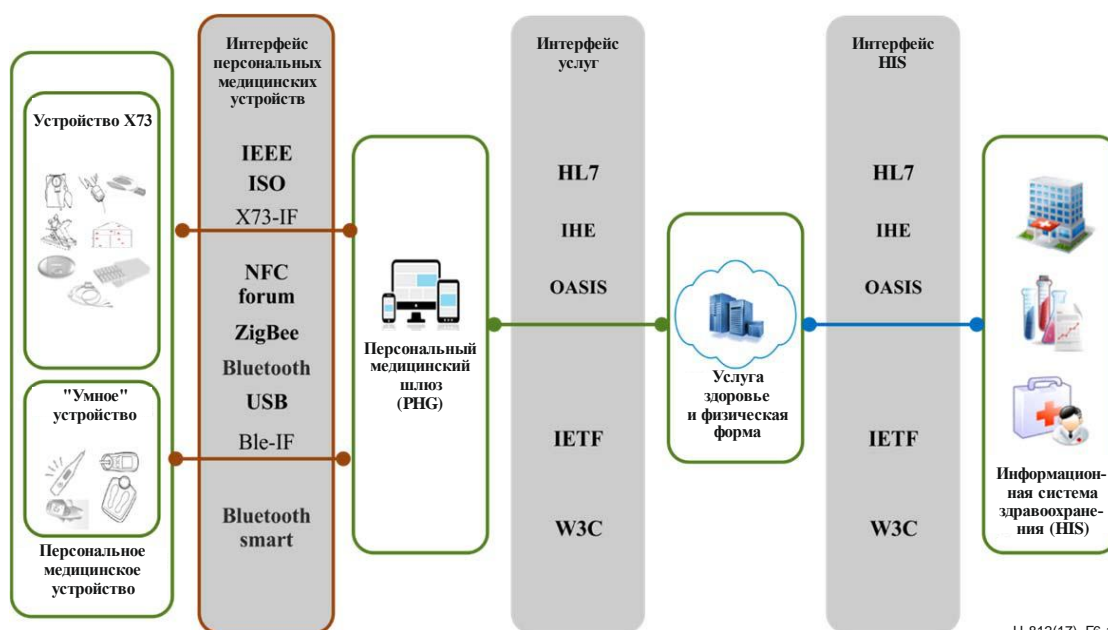 Устройство X73
"Умное"
устройство
Персональное
медицинское
устройство
Интерфейс
персональных
медицинских
устройств
IEEE
ISO
X73-IF
NFC
forum
ZigBee
Bluetooth
USB
Ble-IF
Bluetooth
smart
Персональный
медицинский
шлюз
(PHG)
Интерфейс
услуг
HL7
IHE
OASIS
IETF
W3C
Услуга
здоровье
и физическая
форма
Интерфейс
HIS
HL7
IHE
OASIS
IETF
W3C
Информацион-
ная система
здравоохране-
ния (HIS)